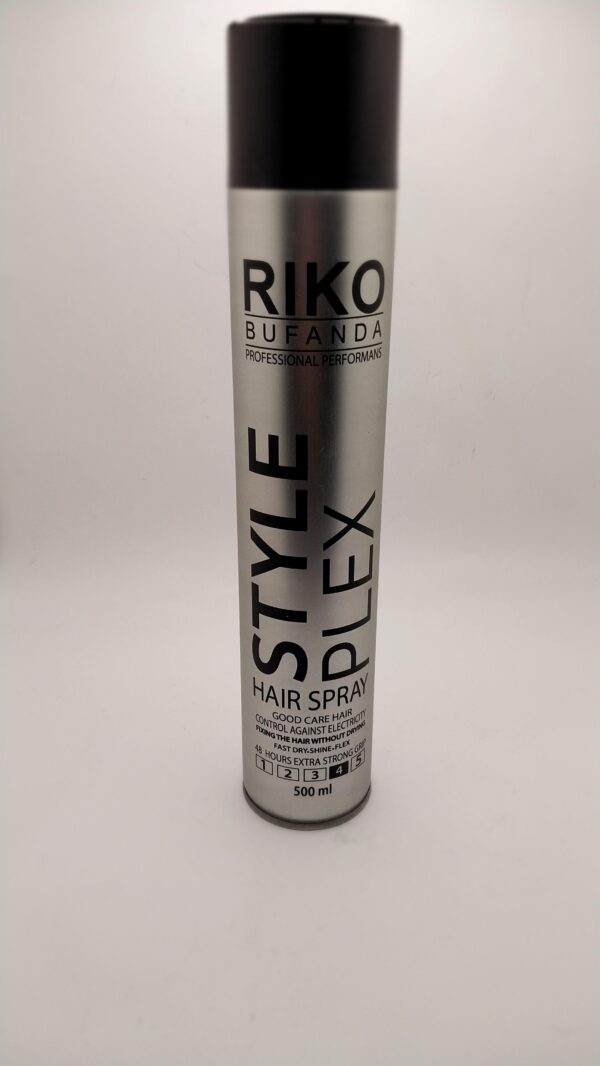 RIKO
BUFANDA
PROFESSIONAL PERFORMANS
STYLE
PLEX
HAIR SPRAY
GOOD CARE HAIR
CONTROL AGAINST ELECTRICITY
FIXING THE HAIR WITHOUT DRYING
FAST DRY-SHINE-FLEX
48 HOURS EXTRA STRONG GRIP
1 2 3 4 5
500 ml